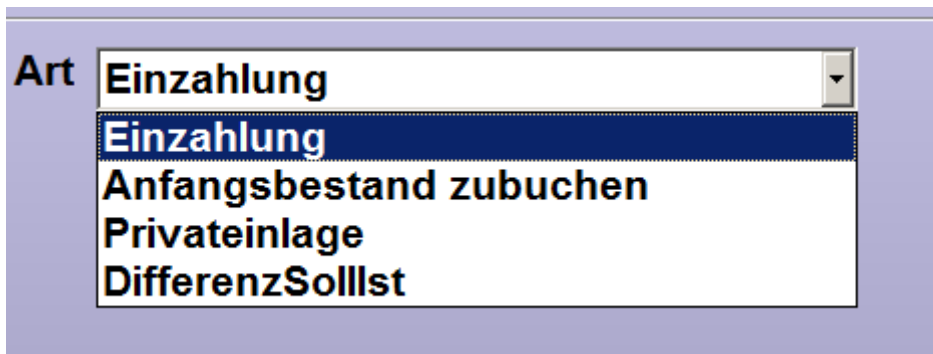 Art Einzahlung
Einzahlung
Anfangsbestand zubuchen
Privateinlage
DifferenzSollIst